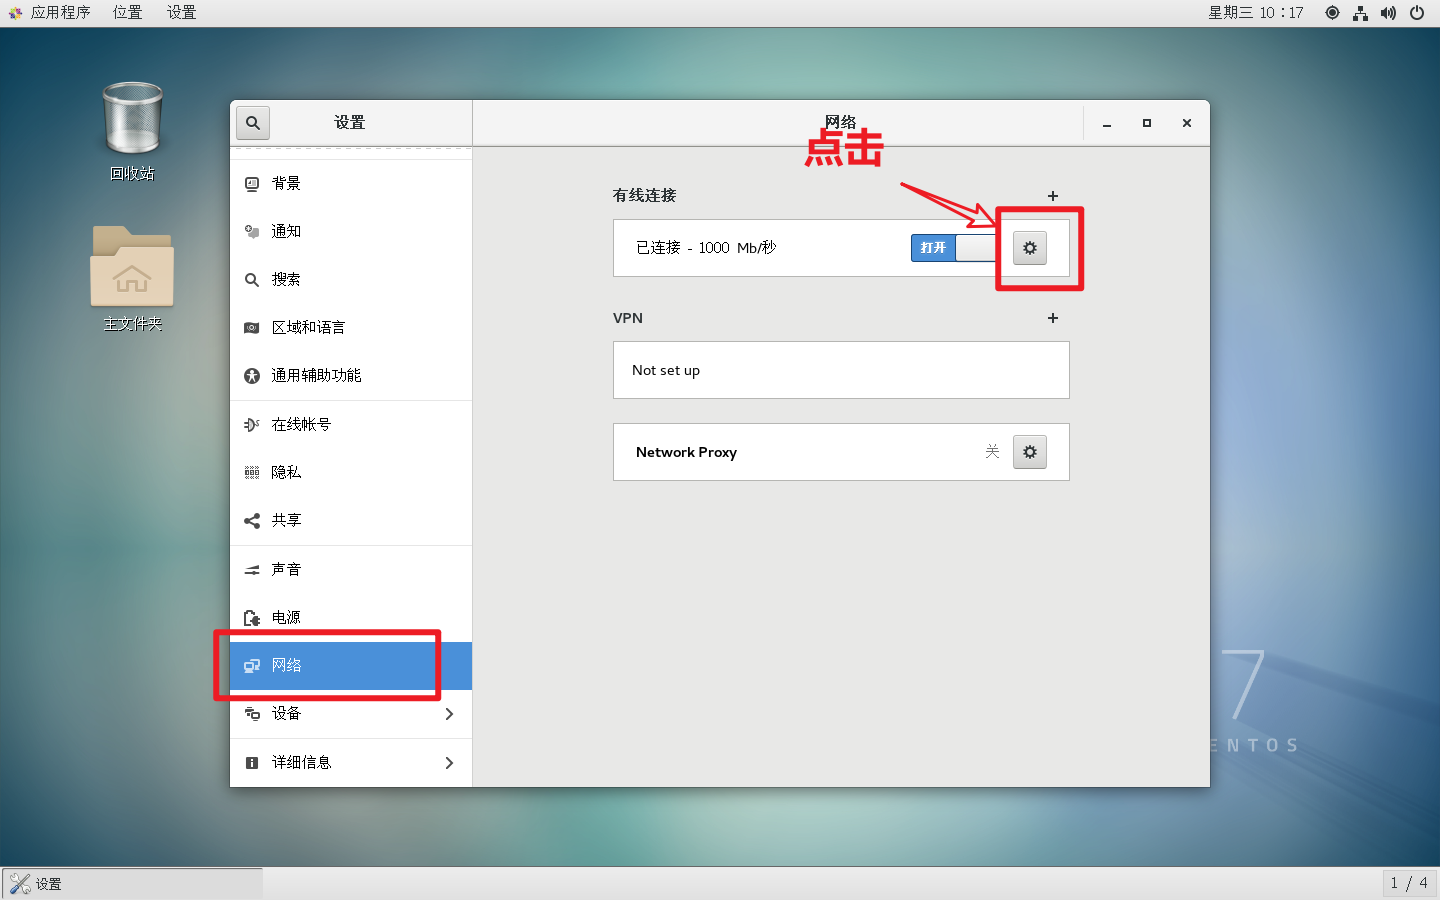 应用程序 位置 设置 星期三 10：17
回收站
主文件夹
设置
网络
点击
背景
通知
搜索
区域和语言
通用辅助功能
在线帐号
隐私
共享
声音
电源
网络
设备
详细信息
有线连接
已连接 - 1000 Mb/秒 打开
VPN
Not set up
Network Proxy 关
7
ENTOS
设置
1 / 4